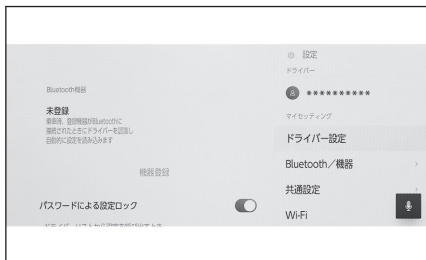 Bluetooth機器
未登録
乗車時、登録機器がBluetoothに
接続されたときにドライバーを認識し
自動的に設定を読み込みます
機器登録
パスワードによる設定ロック
設定
ドライバー
**********
マイセッティング
ドライバー設定
Bluetooth／機器
共通設定
Wi-Fi